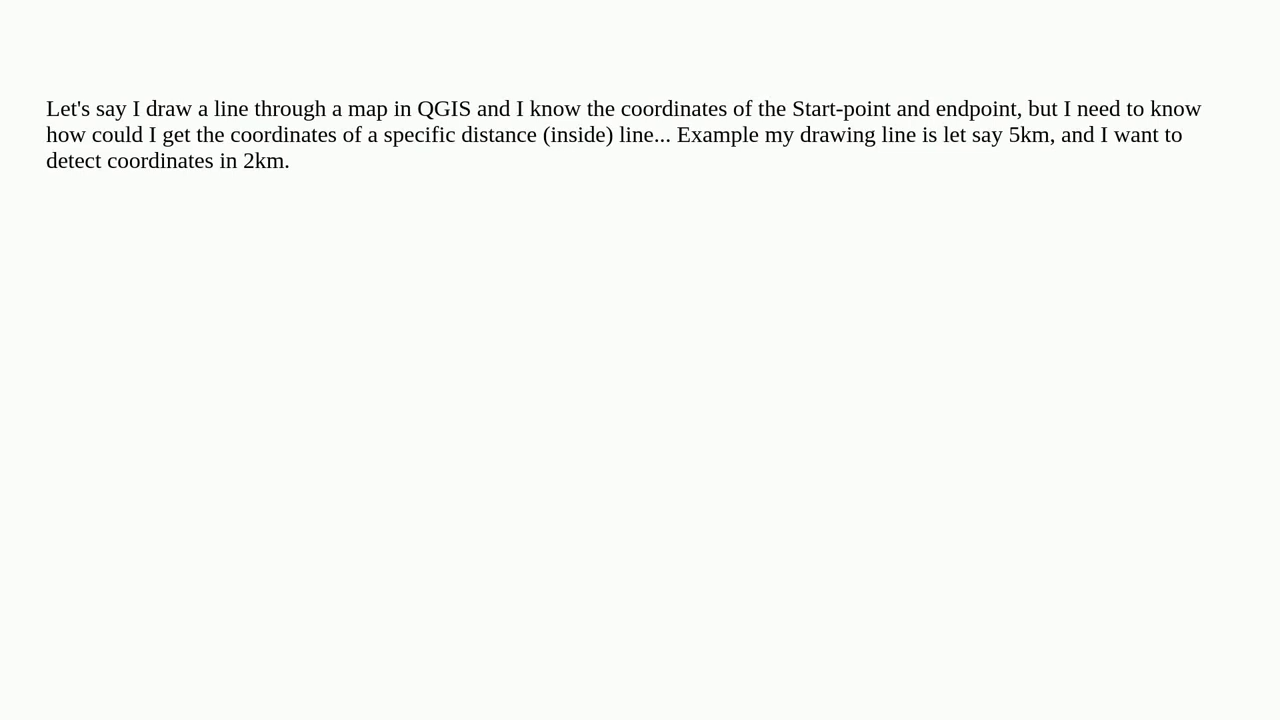 Let's say I draw a line through a map in QGIS and I know the coordinates of the Start-point and endpoint, but I need to know
how could I get the coordinates of a specific distance (inside) line... Example my drawing line is let say 5km, and I want to
detect coordinates in 2km.